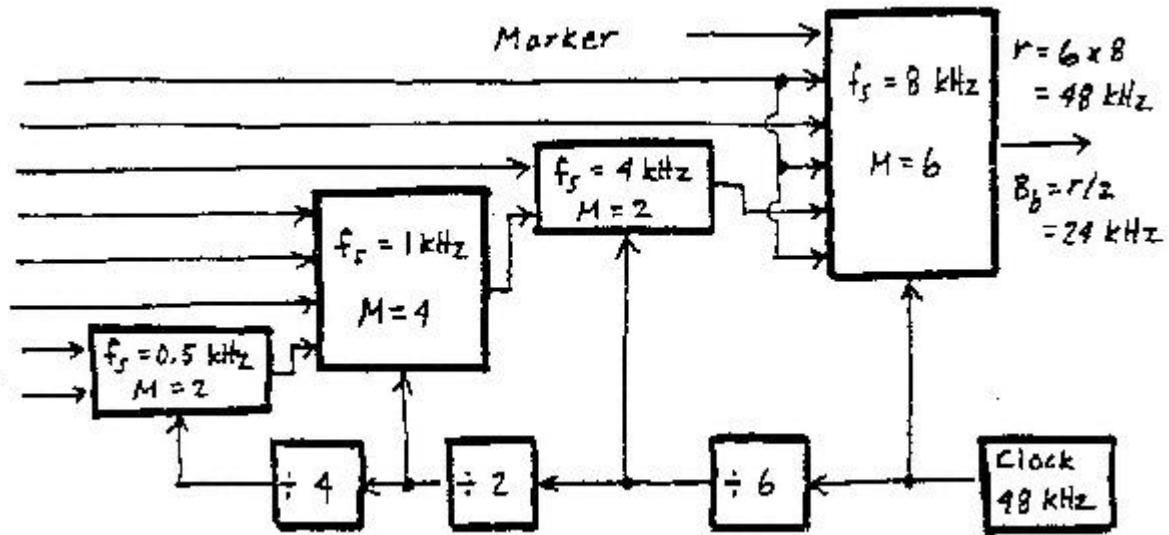 Marker
fs = 8 kHz
M = 6
r = 6 x 8
= 48 kHz
Bb = r/2
= 24 kHz
fs = 4 kHz
M = 2
fs = 1 kHz
M = 4
fs = 0.5 kHz
M = 2
÷ 4
÷ 2
÷ 6
Clock
48 kHz